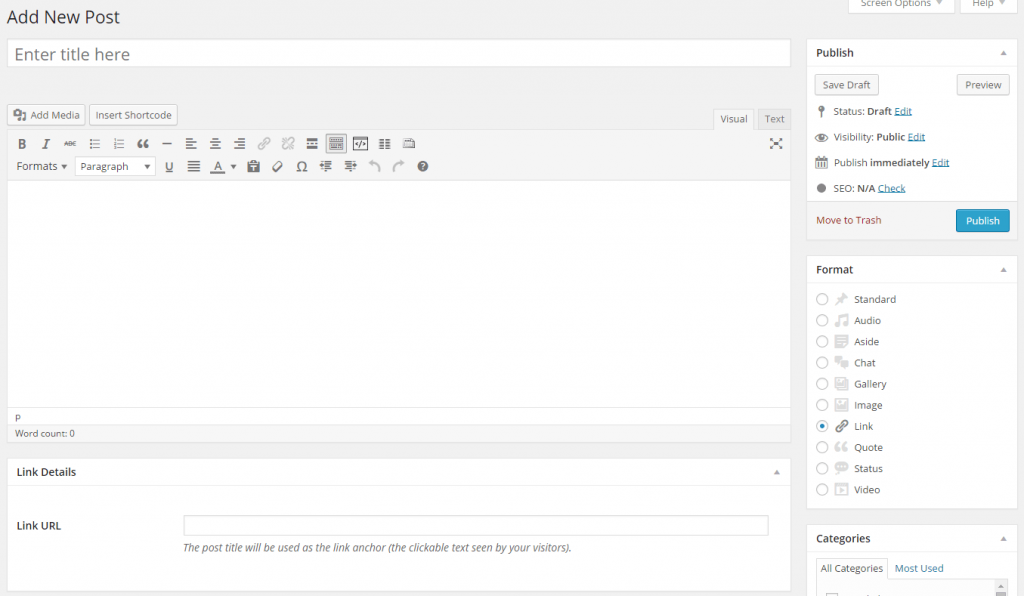 Screen Options
Help
Add New Post
Enter title here
Add Media
Insert Shortcode
Visual
Text
B I ABC
Formats
Paragraph
U A Ω
p
Word count: 0
Link Details
Link URL
The post title will be used as the link anchor (the clickable text seen by your visitors).
Publish
Save Draft
Preview
Status: Draft Edit
Visibility: Public Edit
Publish immediately Edit
SEO: N/A Check
Move to Trash
Publish
Format
Standard
Audio
Aside
Chat
Gallery
Image
Link
Quote
Status
Video
Categories
All Categories
Most Used